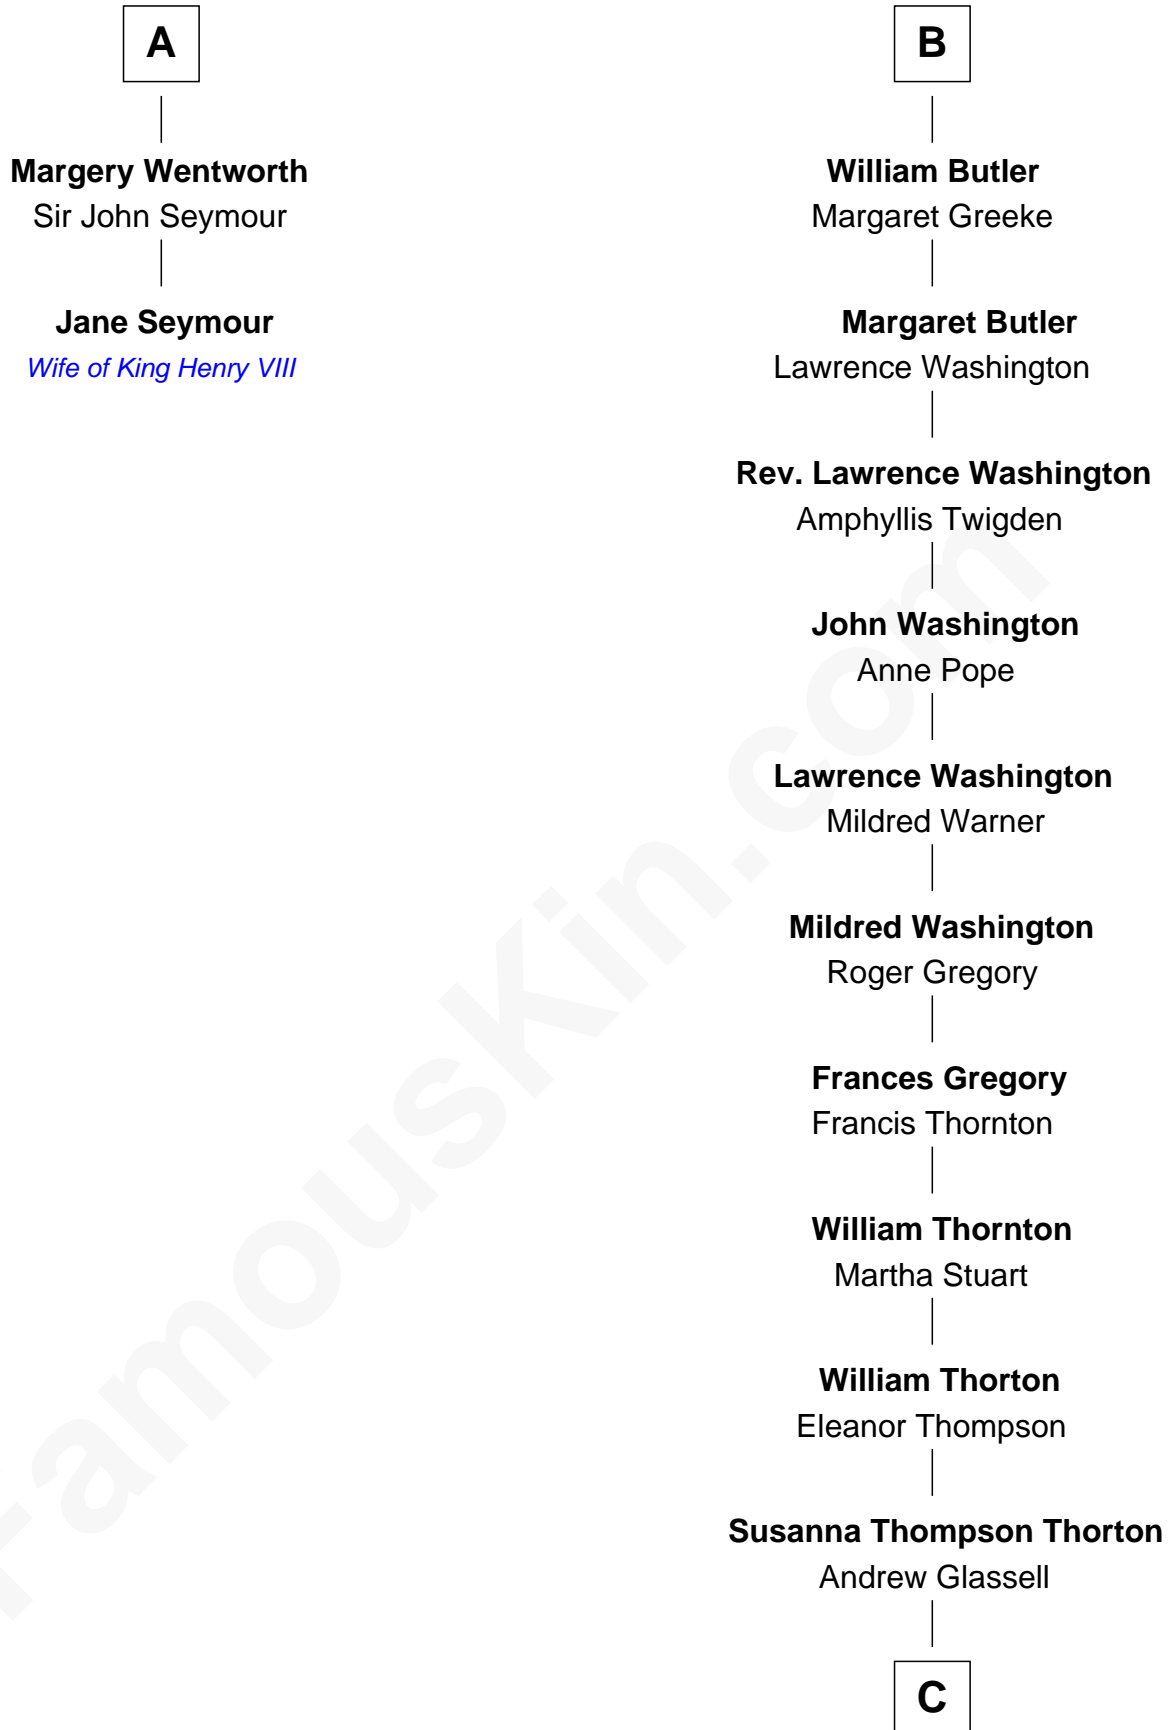 A
Margery Wentworth
Sir John Seymour
Jane Seymour
Wife of King Henry VIII
B
William Butler
Margaret Greeke
Margaret Butler
Lawrence Washington
Rev. Lawrence Washington
Amphyllis Twigden
John Washington
Anne Pope
Lawrence Washington
Mildred Warner
Mildred Washington
Roger Gregory
Frances Gregory
Francis Thornton
William Thornton
Martha Stuart
William Thorton
Eleanor Thompson
Susanna Thompson Thorton
Andrew Glassell
C
FamousKin.com